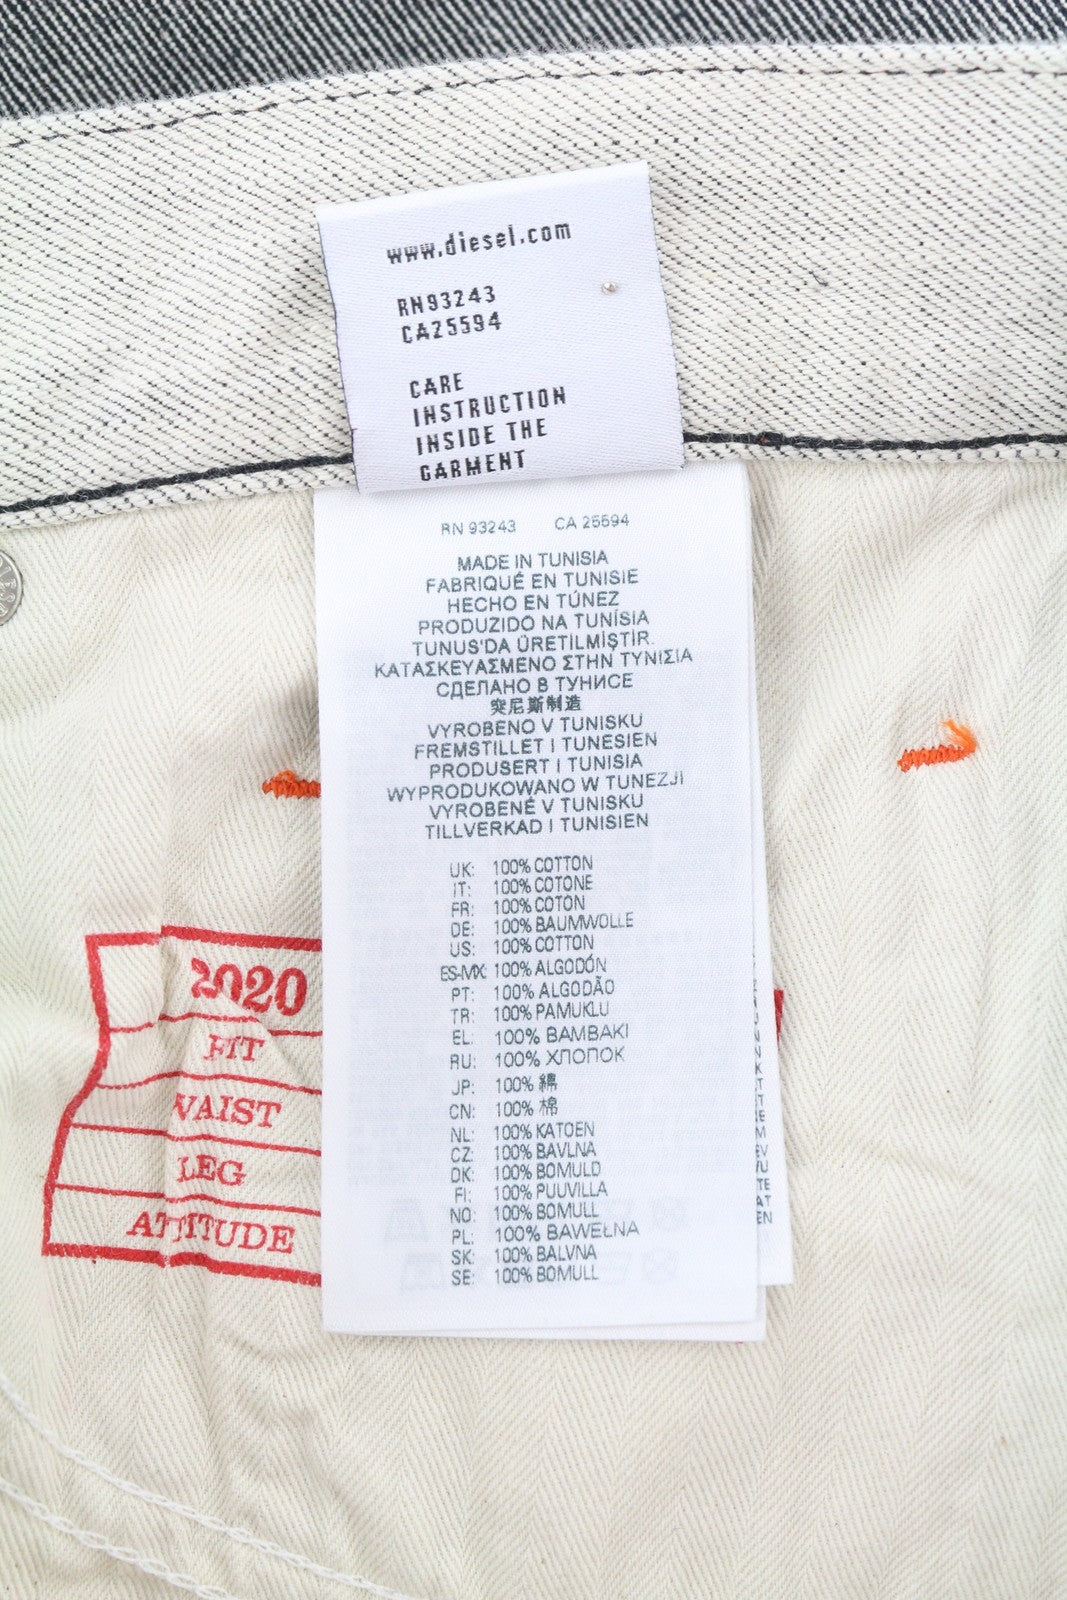 www.diesel.com
RN93243
CA25594
CARE
INSTRUCTION
INSIDE THE
GARMENT
RN 93243 CA 25594
MADE IN TUNISIA
FABRIQUÉ EN TUNISIE
HECHO EN TÚNEZ
PRODUZIDO NA TUNÍSIA
TUNUS'DA ÜRETILMIŞTIR
ΚΑΤΑΣΚΕΥΑΣΜΕΝΟ ΣΤΗΝ ΤΥΝΙΣΙΑ
СДЕЛАНО В ТУНИСЕ
突尼斯制造
VYROBENO V TUNISKU
FREMSTILLET I TUNESIEN
PRODUSERT I TUNISIA
WYPRODUKOWANO W TUNEZJI
VYROBENÉ V TUNISKU
TILLVERKAD I TUNISIEN
UK: 100% COTTON
IT: 100% COTONE
FR: 100% COTON
DE: 100% BAUMWOLLE
US: 100% COTTON
ES-MX: 100% ALGODÓN
PT: 100% ALGODÃO
TR: 100% PAMUKLU
EL: 100% ΒΑΜΒΑΚΙ
RU: 100% ХЛОПОК
JP: 100% 綿
CN: 100% 棉
NL: 100% KATOEN
CZ: 100% BAVLNA
DK: 100% BOMULD
FI: 100% PUUVILLA
NO: 100% BOMULL
PL: 100% BAWEŁNA
SK: 100% BALVNA
SE: 100% BOMULL
2020
FIT
WAIST
LEG
ATTITUDE